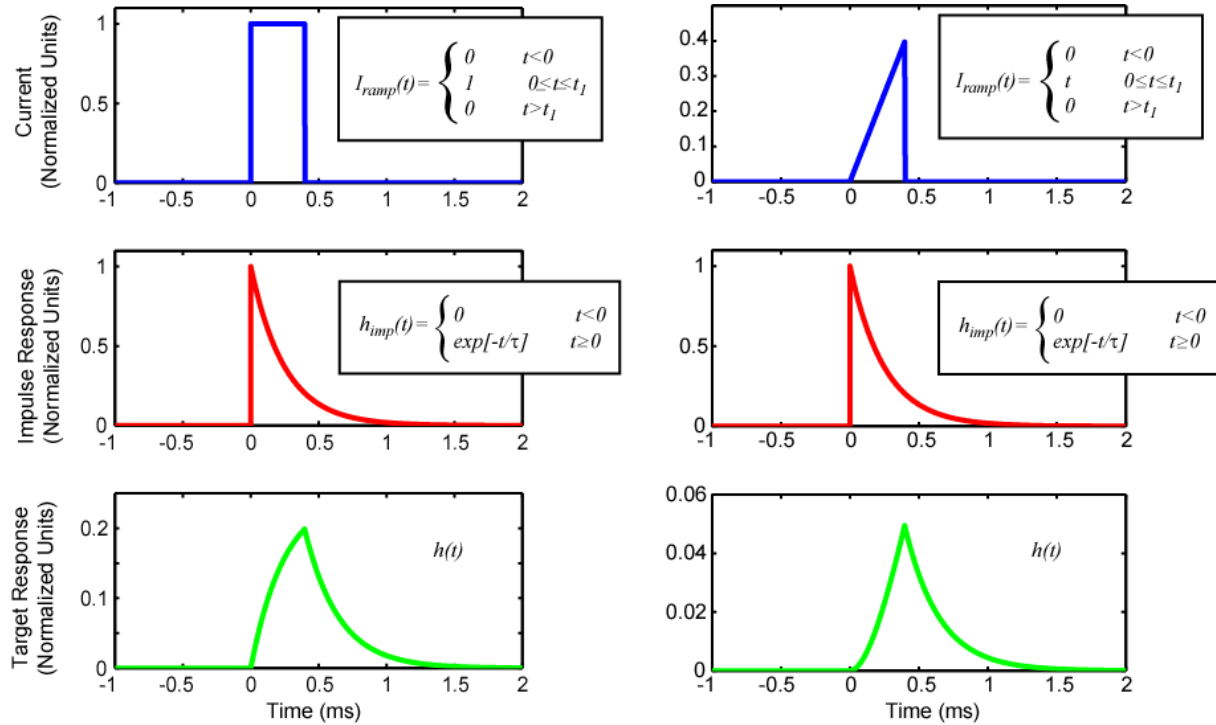 Current
(Normalized Units)
1
0.5
0
-1 -0.5 0 0.5 1 1.5 2
I_ramp(t)= { 0 t<0
1 0≤t≤t_1
0 t>t_1
0.4
0.3
0.2
0.1
0
-1 -0.5 0 0.5 1 1.5 2
I_ramp(t)= { 0 t<0
t 0≤t≤t_1
0 t>t_1
Impulse Response
(Normalized Units)
1
0.5
0
-1 -0.5 0 0.5 1 1.5 2
h_imp(t)= { 0 t<0
exp[-t/τ] t≥0
1
0.5
0
-1 -0.5 0 0.5 1 1.5 2
h_imp(t)= { 0 t<0
exp[-t/τ] t≥0
Target Response
(Normalized Units)
0.2
0.1
0
-1 -0.5 0 0.5 1 1.5 2
h(t)
Time (ms)
0.06
0.04
0.02
0
-1 -0.5 0 0.5 1 1.5 2
h(t)
Time (ms)